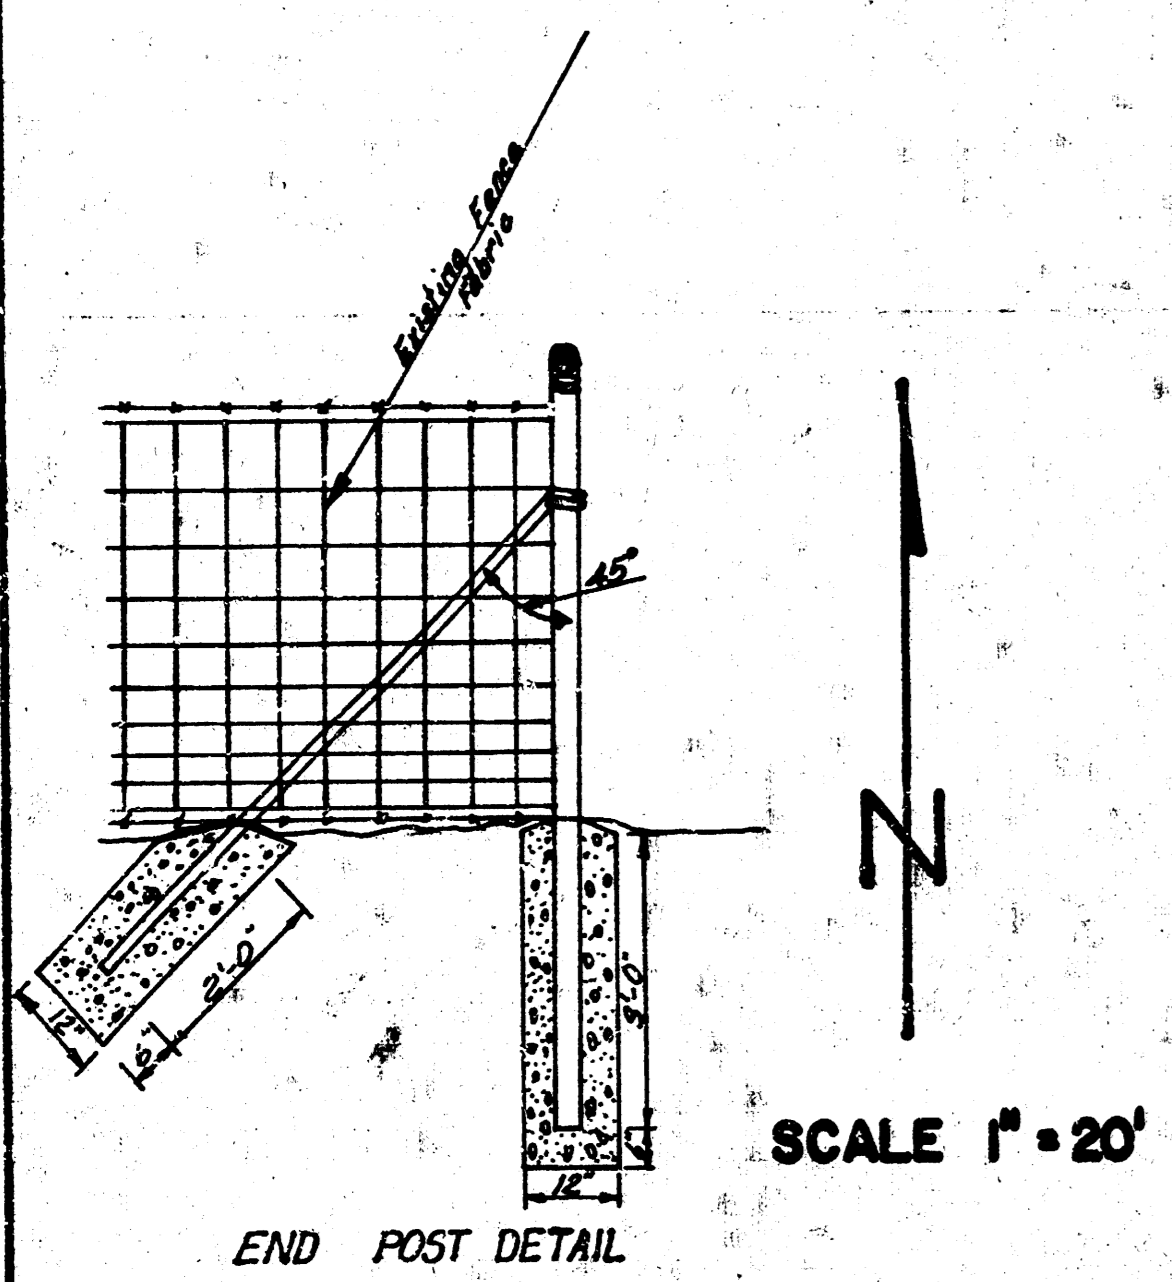 Existing Fence
Fabric
45°
2'-0"
12"
6"
3'-0"
6"
12"
N
SCALE 1" = 20'
END POST DETAIL